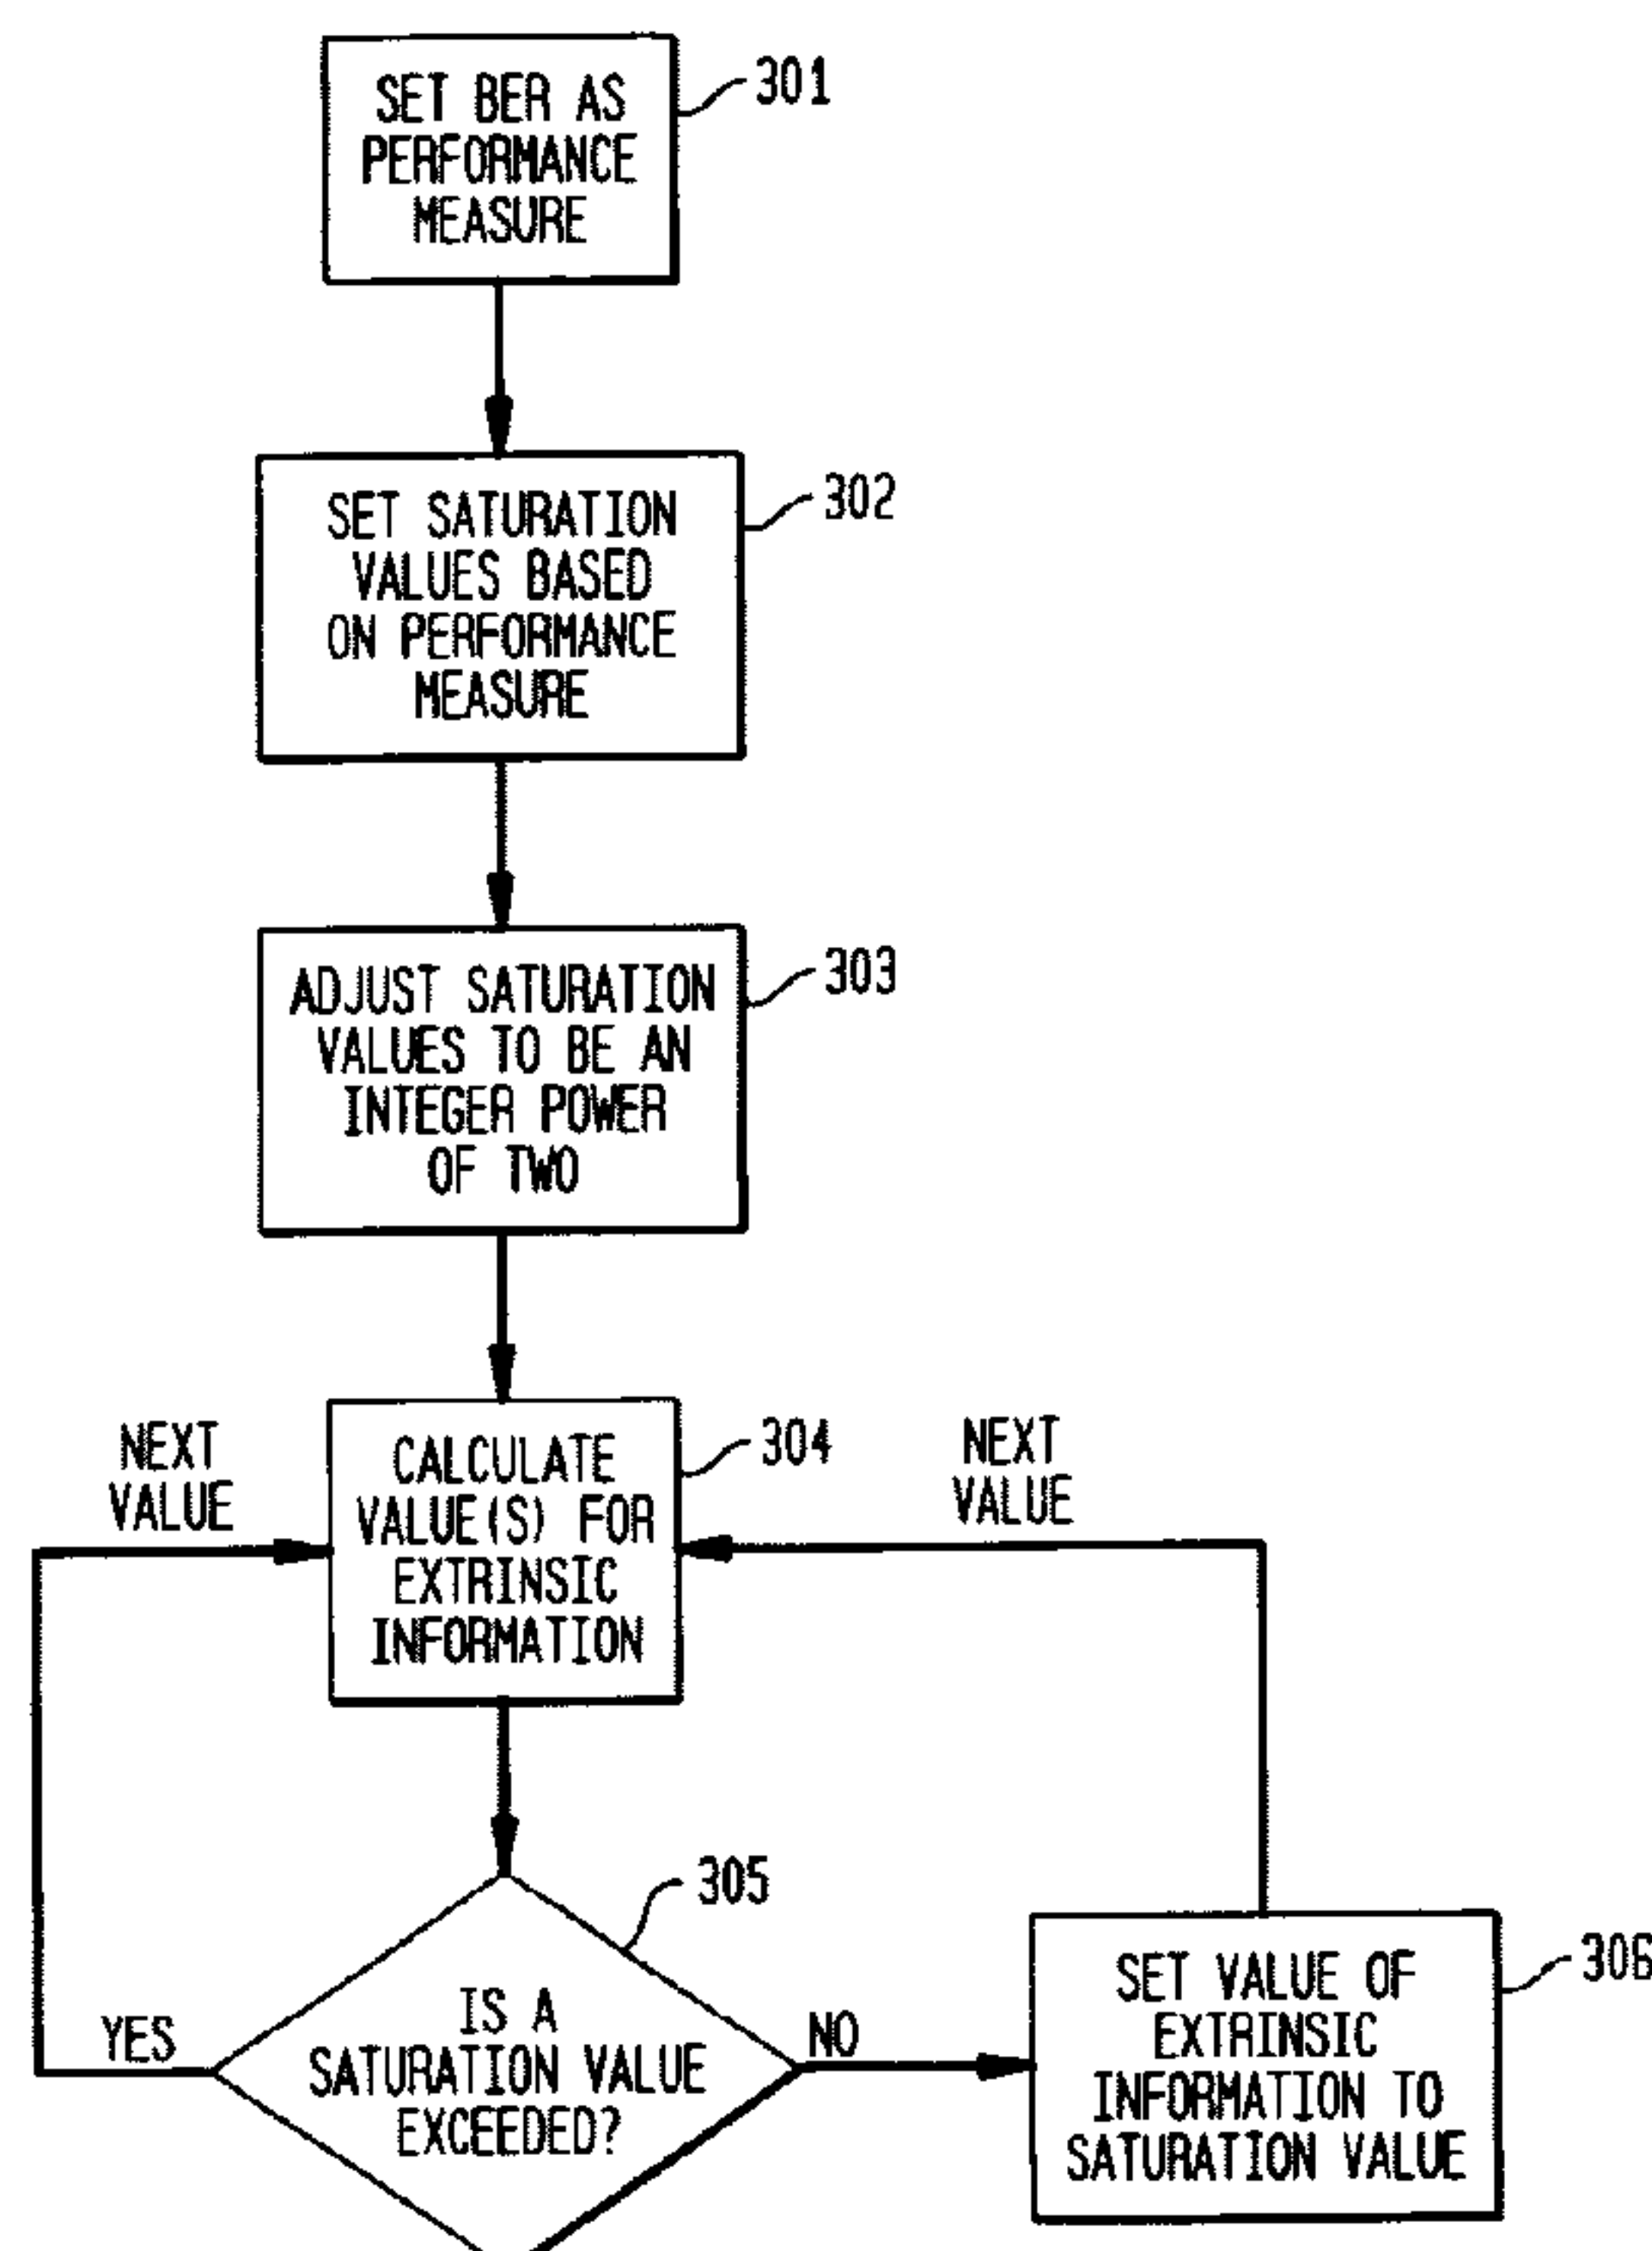 SET BER AS
PERFORMANCE
MEASURE
301
SET SATURATION
VALUES BASED
ON PERFORMANCE
MEASURE
302
ADJUST SATURATION
VALUES TO BE AN
INTEGER POWER
OF TWO
303
NEXT
VALUE
CALCULATE
VALUE(S) FOR
EXTRINSIC
INFORMATION
304
NEXT
VALUE
305
YES
IS A
SATURATION VALUE
EXCEEDED?
NO
SET VALUE OF
EXTRINSIC
INFORMATION TO
SATURATION VALUE
306